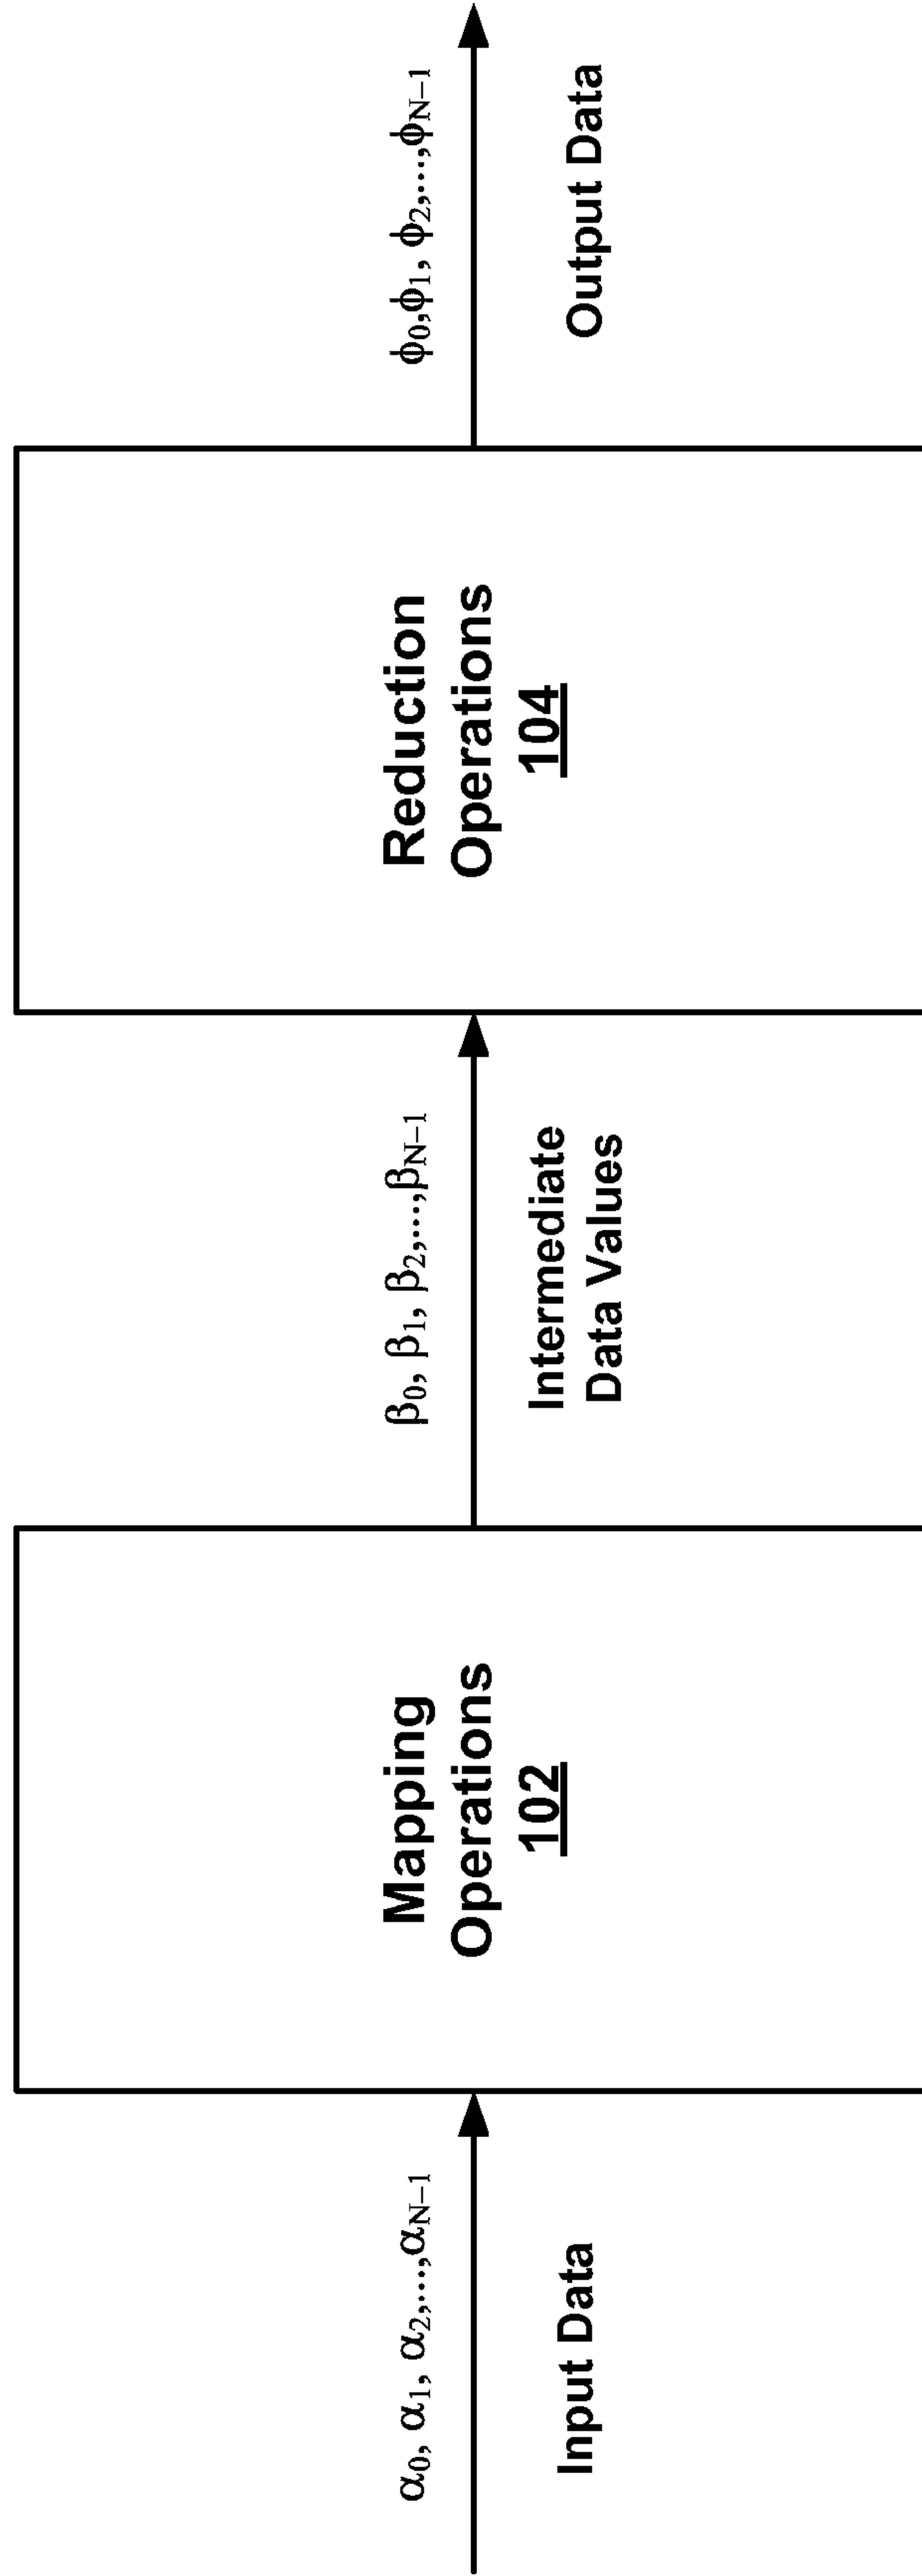 α0, α1, α2,...,αN−1
Input Data
Mapping
Operations
102
β0, β1, β2,...,βN−1
Intermediate
Data Values
Reduction
Operations
104
ϕ0,ϕ1, ϕ2,...,ϕN−1
Output Data